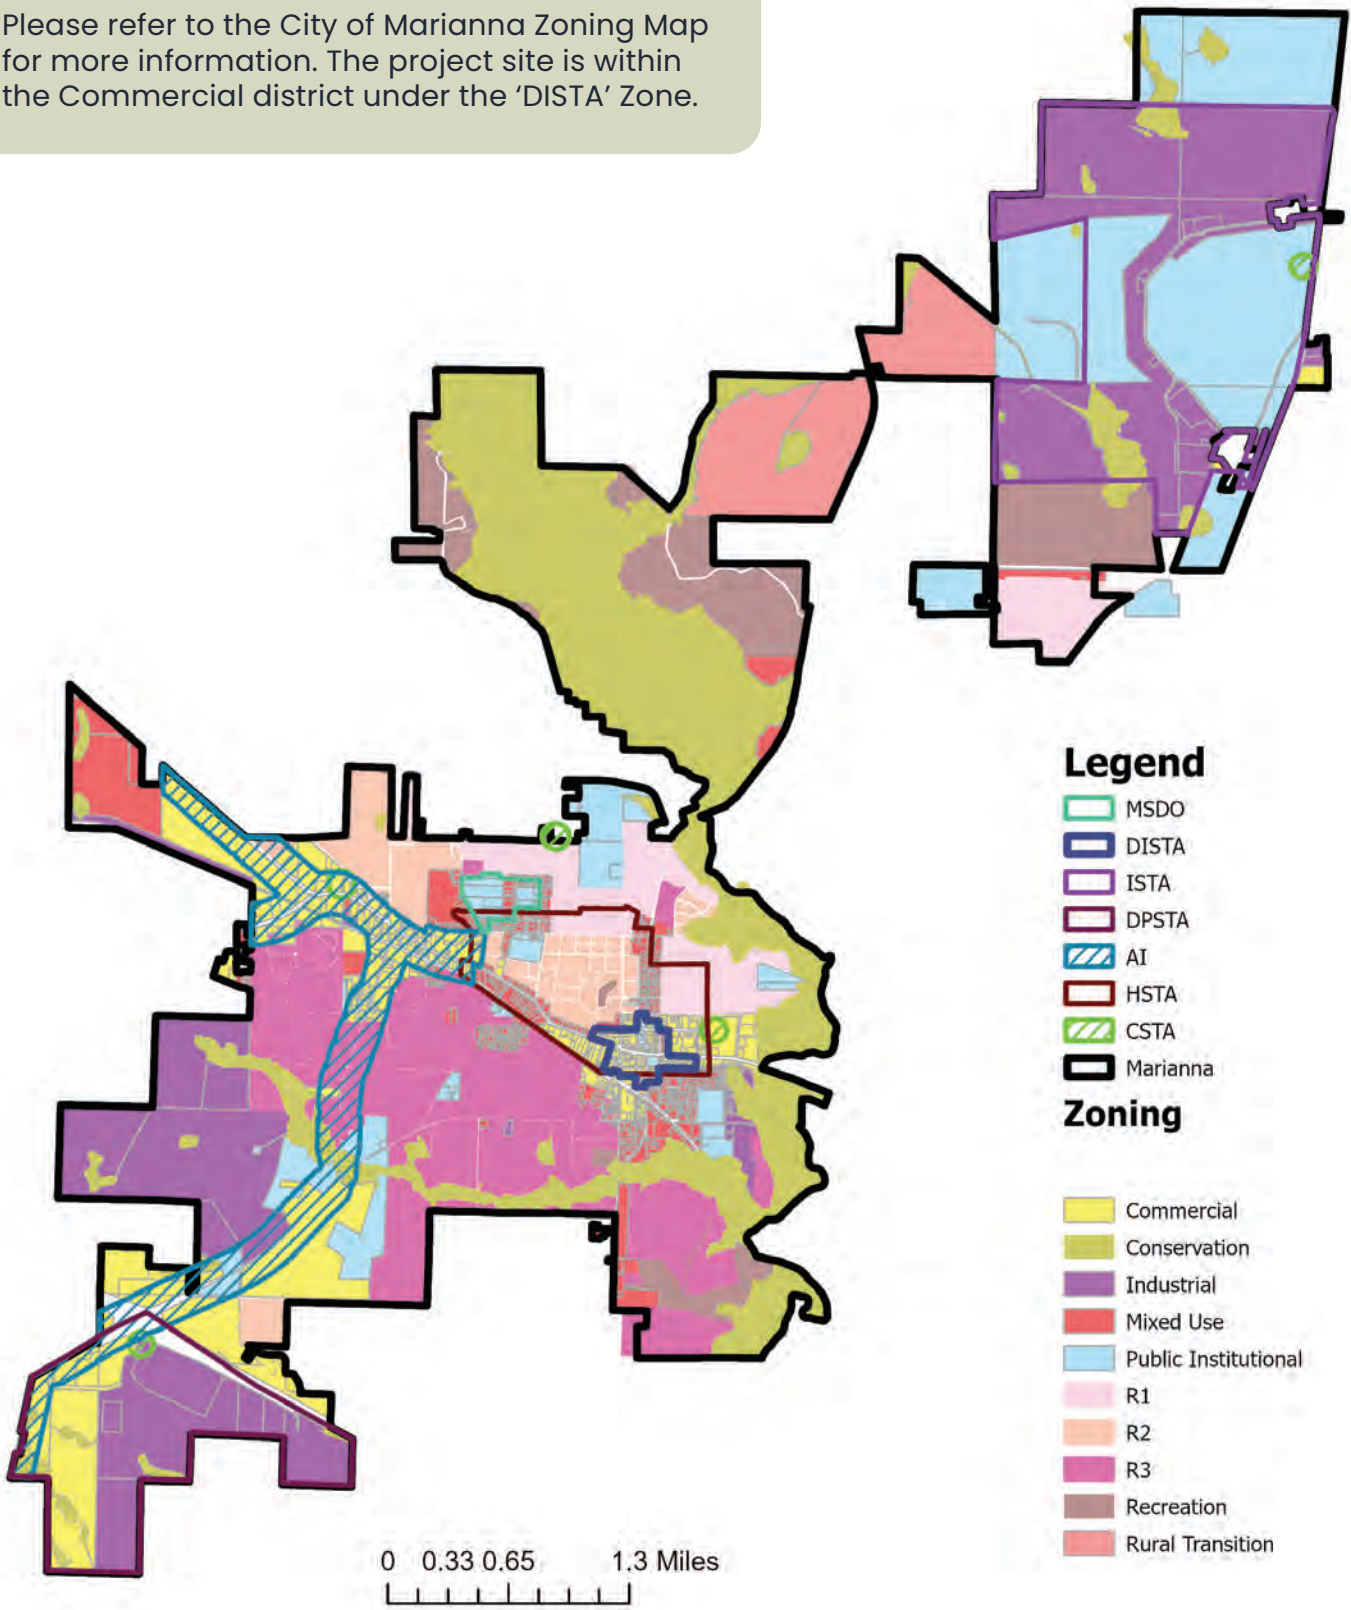 Please refer to the City of Marianna Zoning Map
for more information. The project site is within
the Commercial district under the ‘DISTA’ Zone.
Legend
MSDO
DISTA
ISTA
DPSTA
AI
HSTA
CSTA
Marianna
Zoning
Commercial
Conservation
Industrial
Mixed Use
Public Institutional
R1
R2
R3
Recreation
Rural Transition
0 0.33 0.65 1.3 Miles